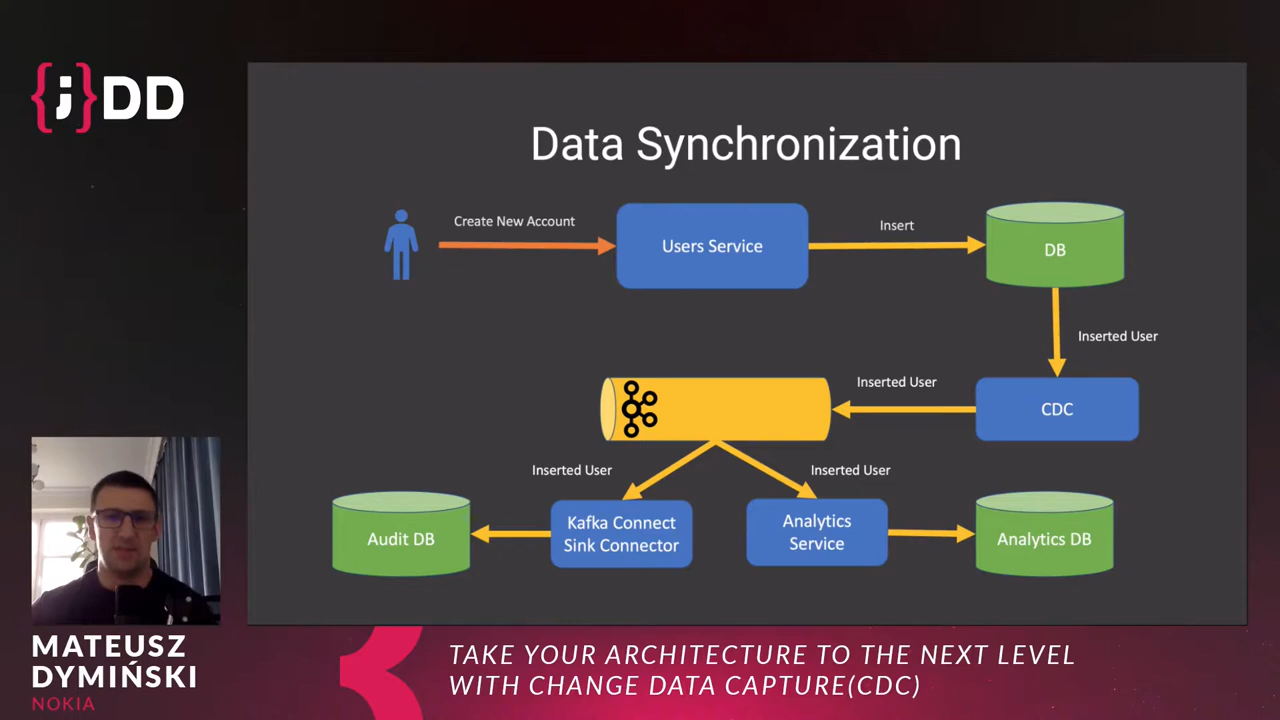 {;}DD
Data Synchronization
Create New Account
Users Service
Insert
DB
Inserted User
Inserted User
CDC
Inserted User
Inserted User
Audit DB
Kafka Connect
Sink Connector
Analytics
Service
Analytics DB
MATEUSZ
DYMIŃSKI
NOKIA
TAKE YOUR ARCHITECTURE TO THE NEXT LEVEL
WITH CHANGE DATA CAPTURE(CDC)